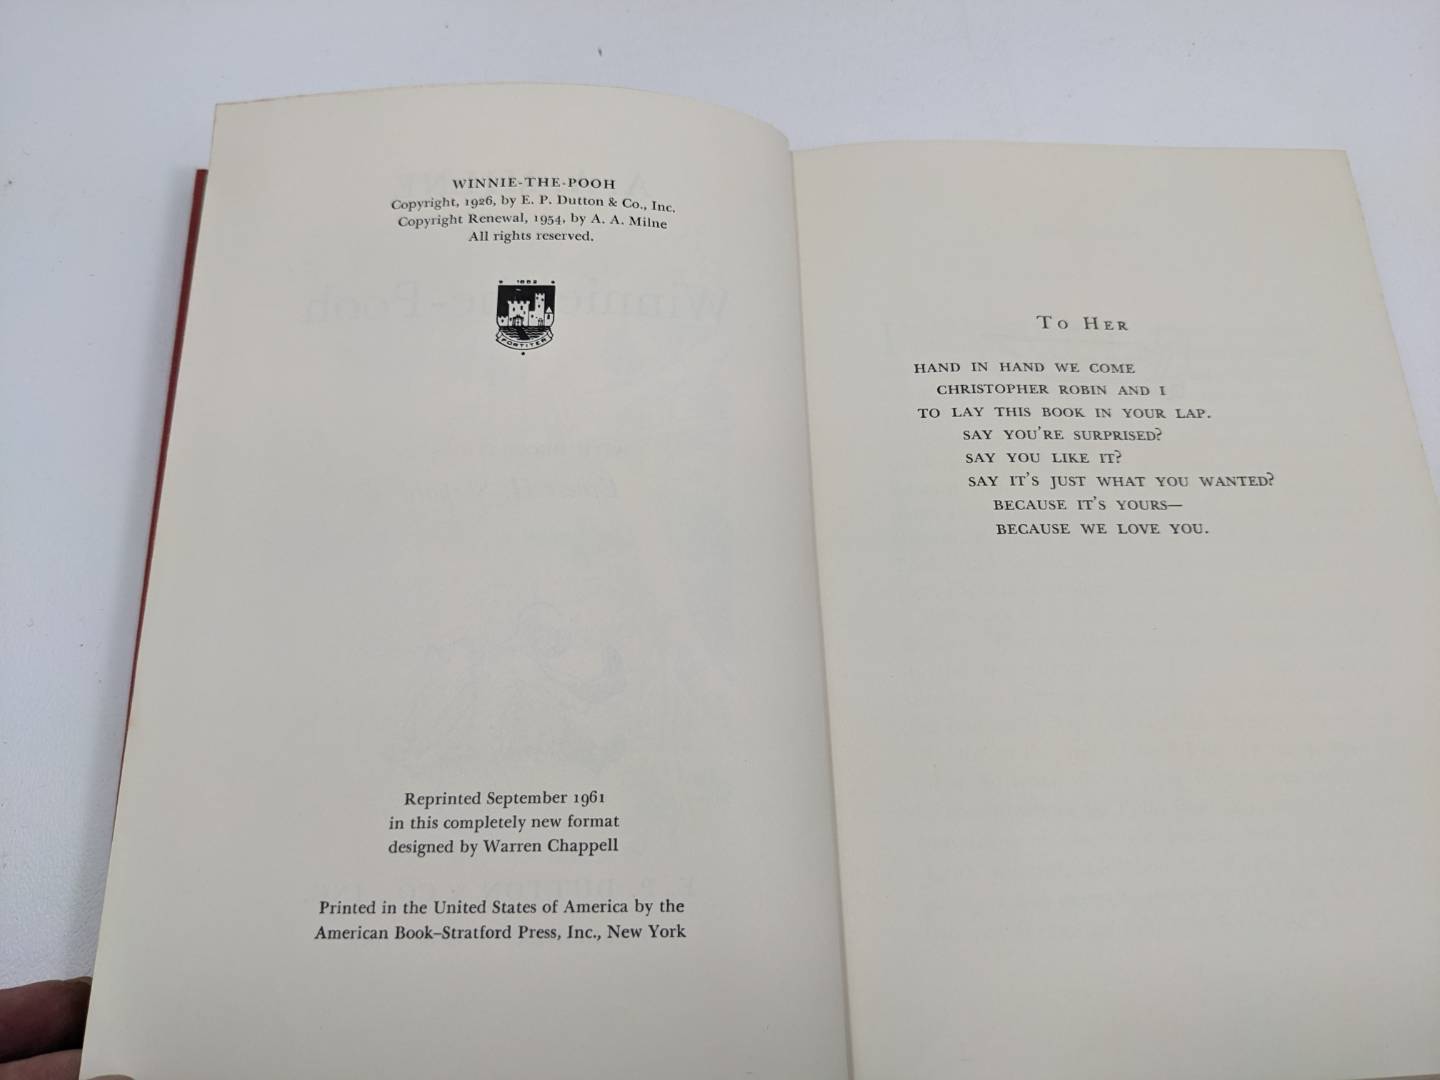 WINNIE-THE-POOH
Copyright, 1926, by E. P. Dutton & Co., Inc.
Copyright Renewal, 1954, by A. A. Milne
All rights reserved.
1852
FORTITER
Reprinted September 1961
in this completely new format
designed by Warren Chappell
Printed in the United States of America by the
American Book–Stratford Press, Inc., New York
TO HER
HAND IN HAND WE COME
CHRISTOPHER ROBIN AND I
TO LAY THIS BOOK IN YOUR LAP.
SAY YOU'RE SURPRISED?
SAY YOU LIKE IT?
SAY IT'S JUST WHAT YOU WANTED?
BECAUSE IT'S YOURS—
BECAUSE WE LOVE YOU.